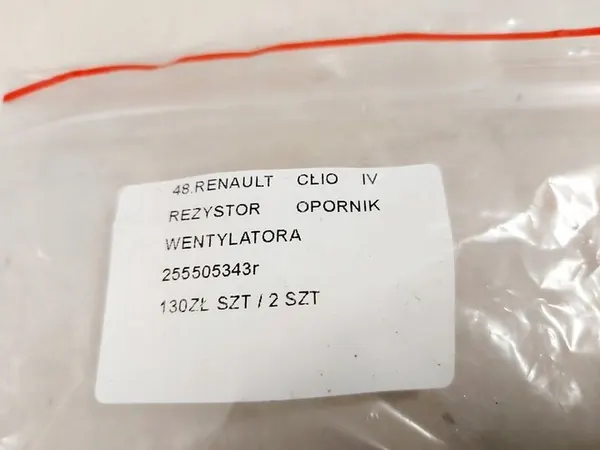 48.RENAULT CLIO IV
REZYSTOR OPORNIK
WENTYLATORA
255505343r
130ZŁ SZT / 2 SZT